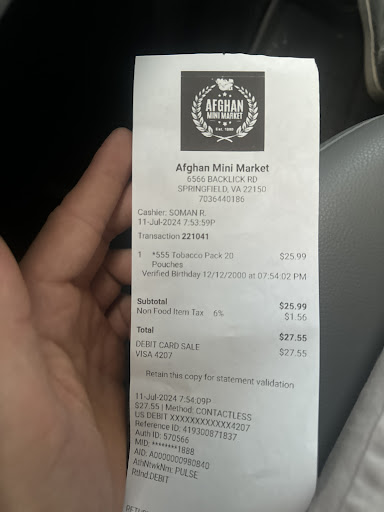 AFGHAN
MINI MARKET
Est. 1990
Afghan Mini Market
6566 BACKLICK RD
SPRINGFIELD, VA 22150
7036440186
Cashier: SOMAN R.
11-Jul-2024 7:53:59P
Transaction 221041
1 *555 Tobacco Pack 20 $25.99
Pouches
Verified Birthday 12/12/2000 at 07:54:02 PM
Subtotal $25.99
Non Food Item Tax 6% $1.56
Total $27.55
DEBIT CARD SALE $27.55
VISA 4207
Retain this copy for statement validation
11-Jul-2024 7:54:09P
$27.55 | Method: CONTACTLESS
US DEBIT XXXXXXXXXXXX4207
Reference ID: 419300871837
Auth ID: 570566
MID: ********1888
AID: A0000000980840
AthNtwkNm: PULSE
RtInd:DEBIT